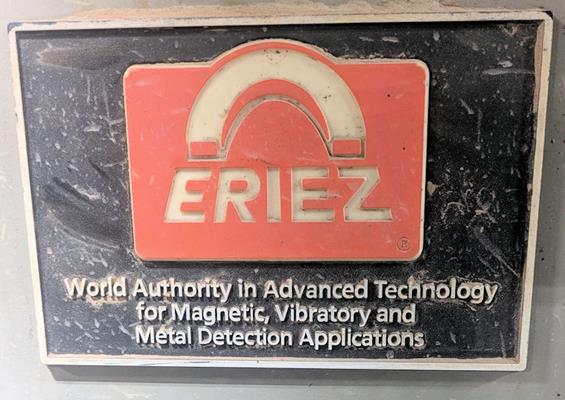 ERIEZ
®
World Authority in Advanced Technology
for Magnetic, Vibratory and
Metal Detection Applications